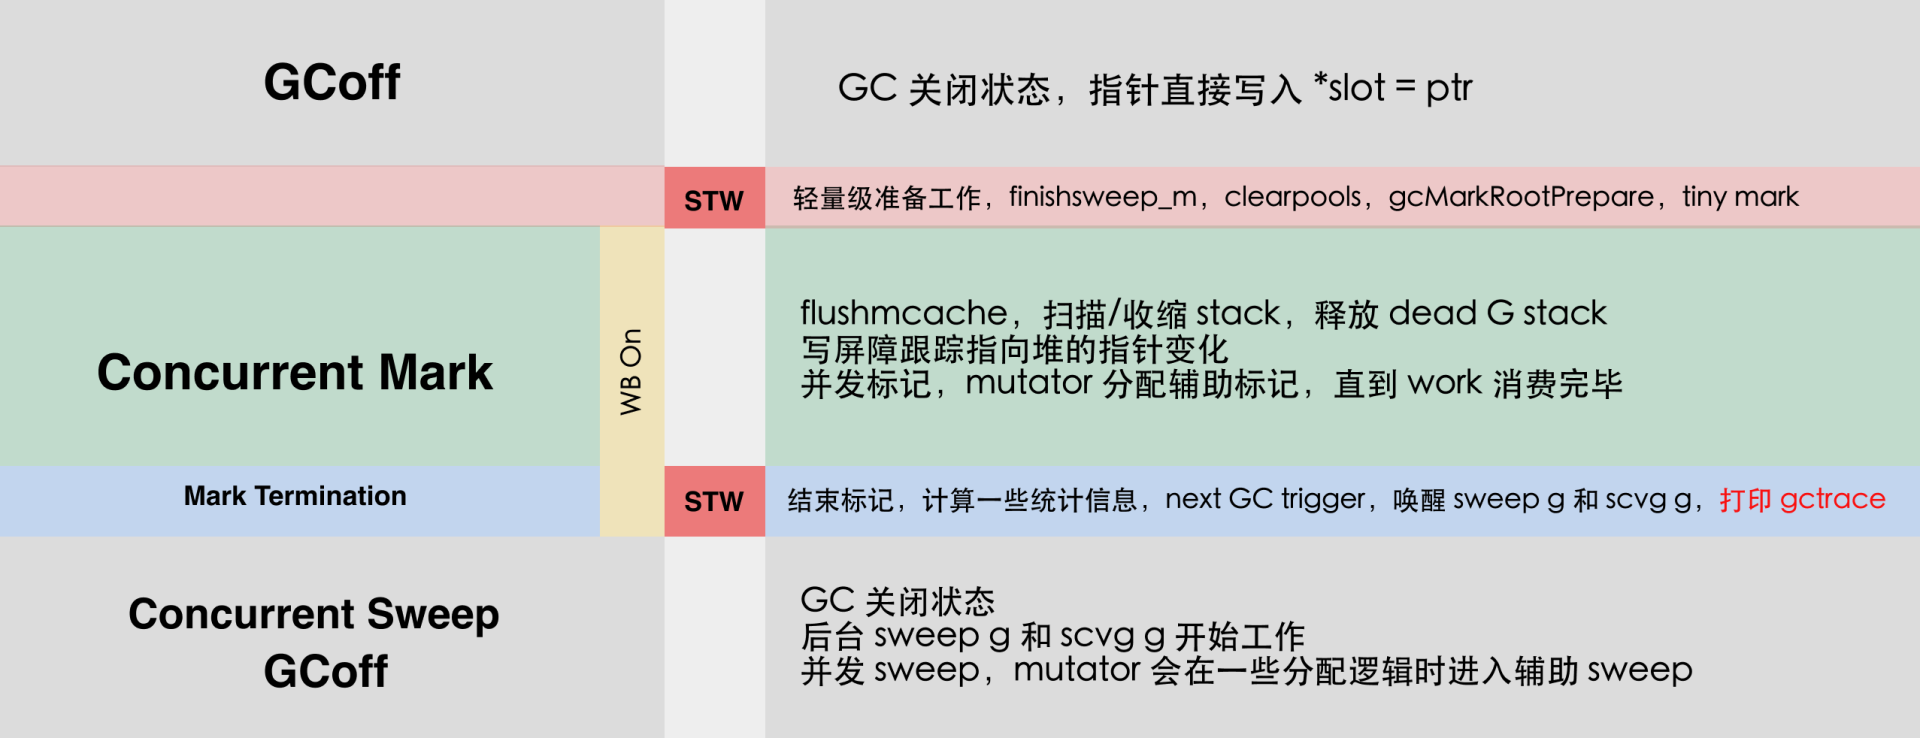 GCoff
GC 关闭状态，指针直接写入 *slot = ptr
STW
轻量级准备工作，finishsweep_m，clearpools，gcMarkRootPrepare，tiny mark
Concurrent Mark
WB On
flushmcache，扫描/收缩 stack，释放 dead G stack
写屏障跟踪指向堆的指针变化
并发标记，mutator 分配辅助标记，直到 work 消费完毕
Mark Termination
STW
结束标记，计算一些统计信息，next GC trigger，唤醒 sweep g 和 scvg g，打印 gctrace
Concurrent Sweep
GCoff
GC 关闭状态
后台 sweep g 和 scvg g 开始工作
并发 sweep，mutator 会在一些分配逻辑时进入辅助 sweep